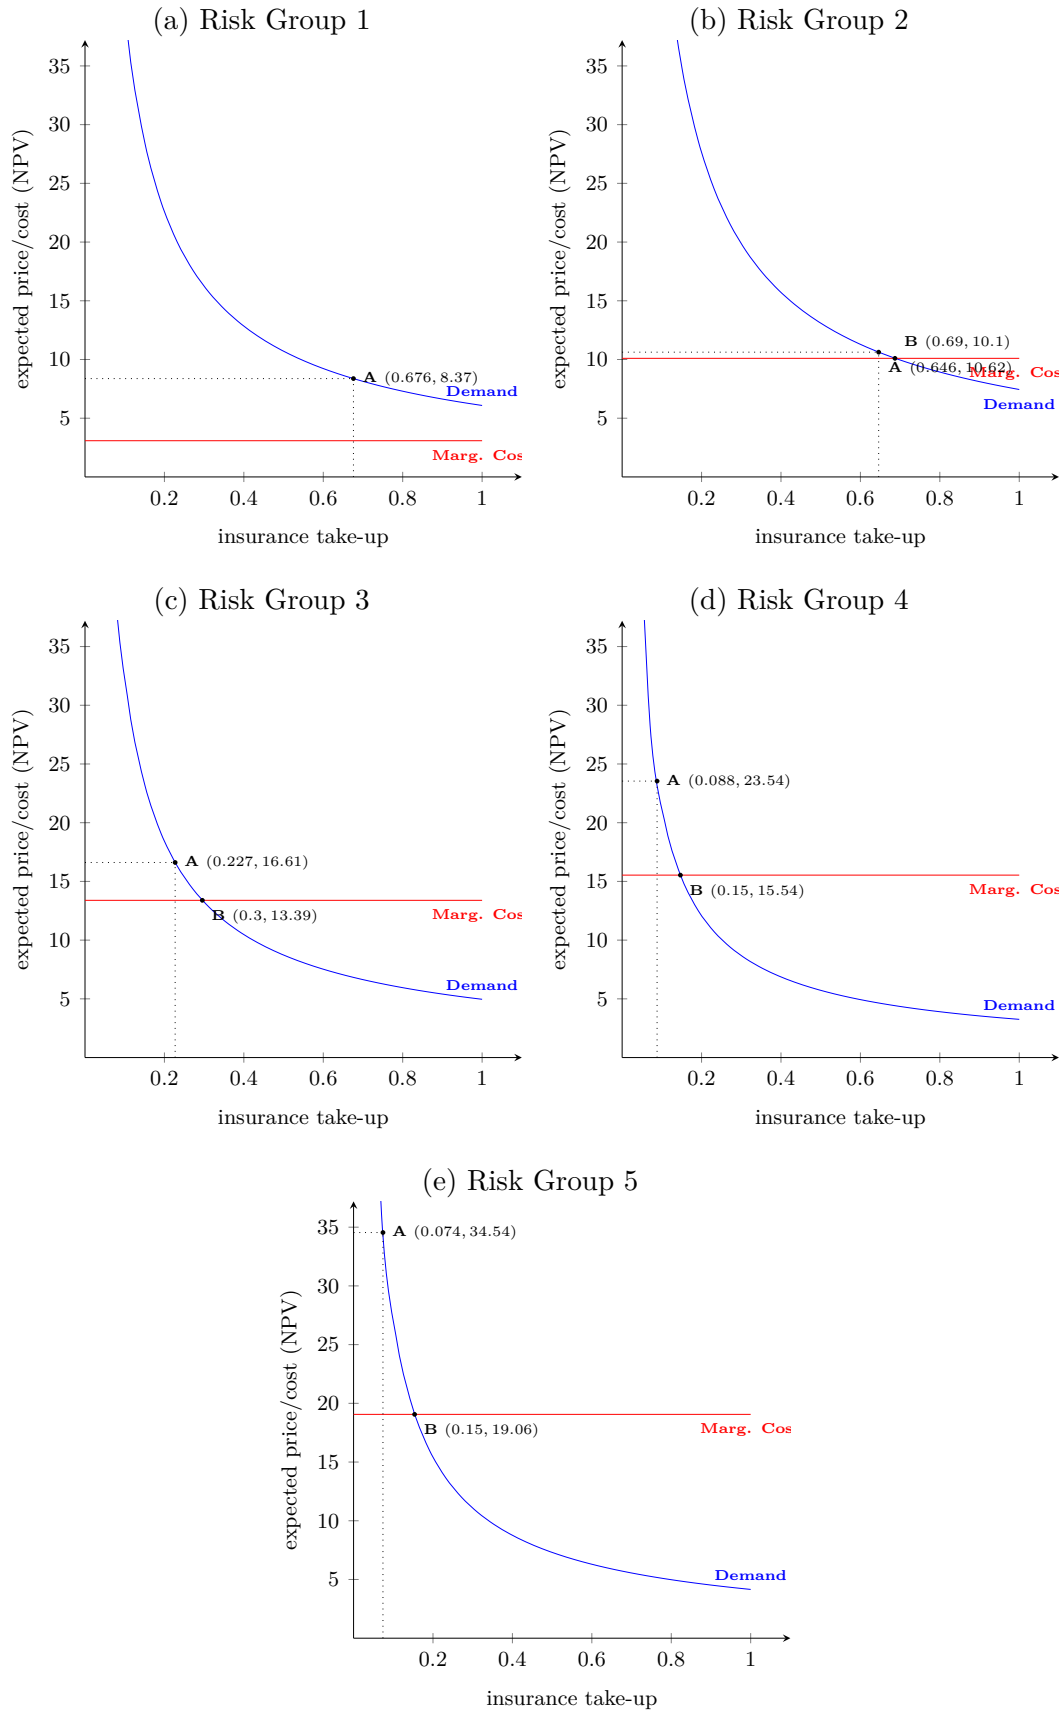 (a) Risk Group 1
expected price/cost (NPV)
35
30
25
20
15
10
5
A (0.676, 8.37)
Demand
Marg. Cos
0.2 0.4 0.6 0.8 1
insurance take-up
(b) Risk Group 2
expected price/cost (NPV)
35
30
25
20
15
10
5
B (0.69, 10.1)
A (0.646, 10.62)
Marg. Cos
Demand
0.2 0.4 0.6 0.8 1
insurance take-up
(c) Risk Group 3
expected price/cost (NPV)
35
30
25
20
15
10
5
A (0.227, 16.61)
B (0.3, 13.39)
Marg. Cos
Demand
0.2 0.4 0.6 0.8 1
insurance take-up
(d) Risk Group 4
expected price/cost (NPV)
35
30
25
20
15
10
5
A (0.088, 23.54)
B (0.15, 15.54)
Marg. Cos
Demand
0.2 0.4 0.6 0.8 1
insurance take-up
(e) Risk Group 5
expected price/cost (NPV)
35
30
25
20
15
10
5
A (0.074, 34.54)
B (0.15, 19.06)
Marg. Cos
Demand
0.2 0.4 0.6 0.8 1
insurance take-up